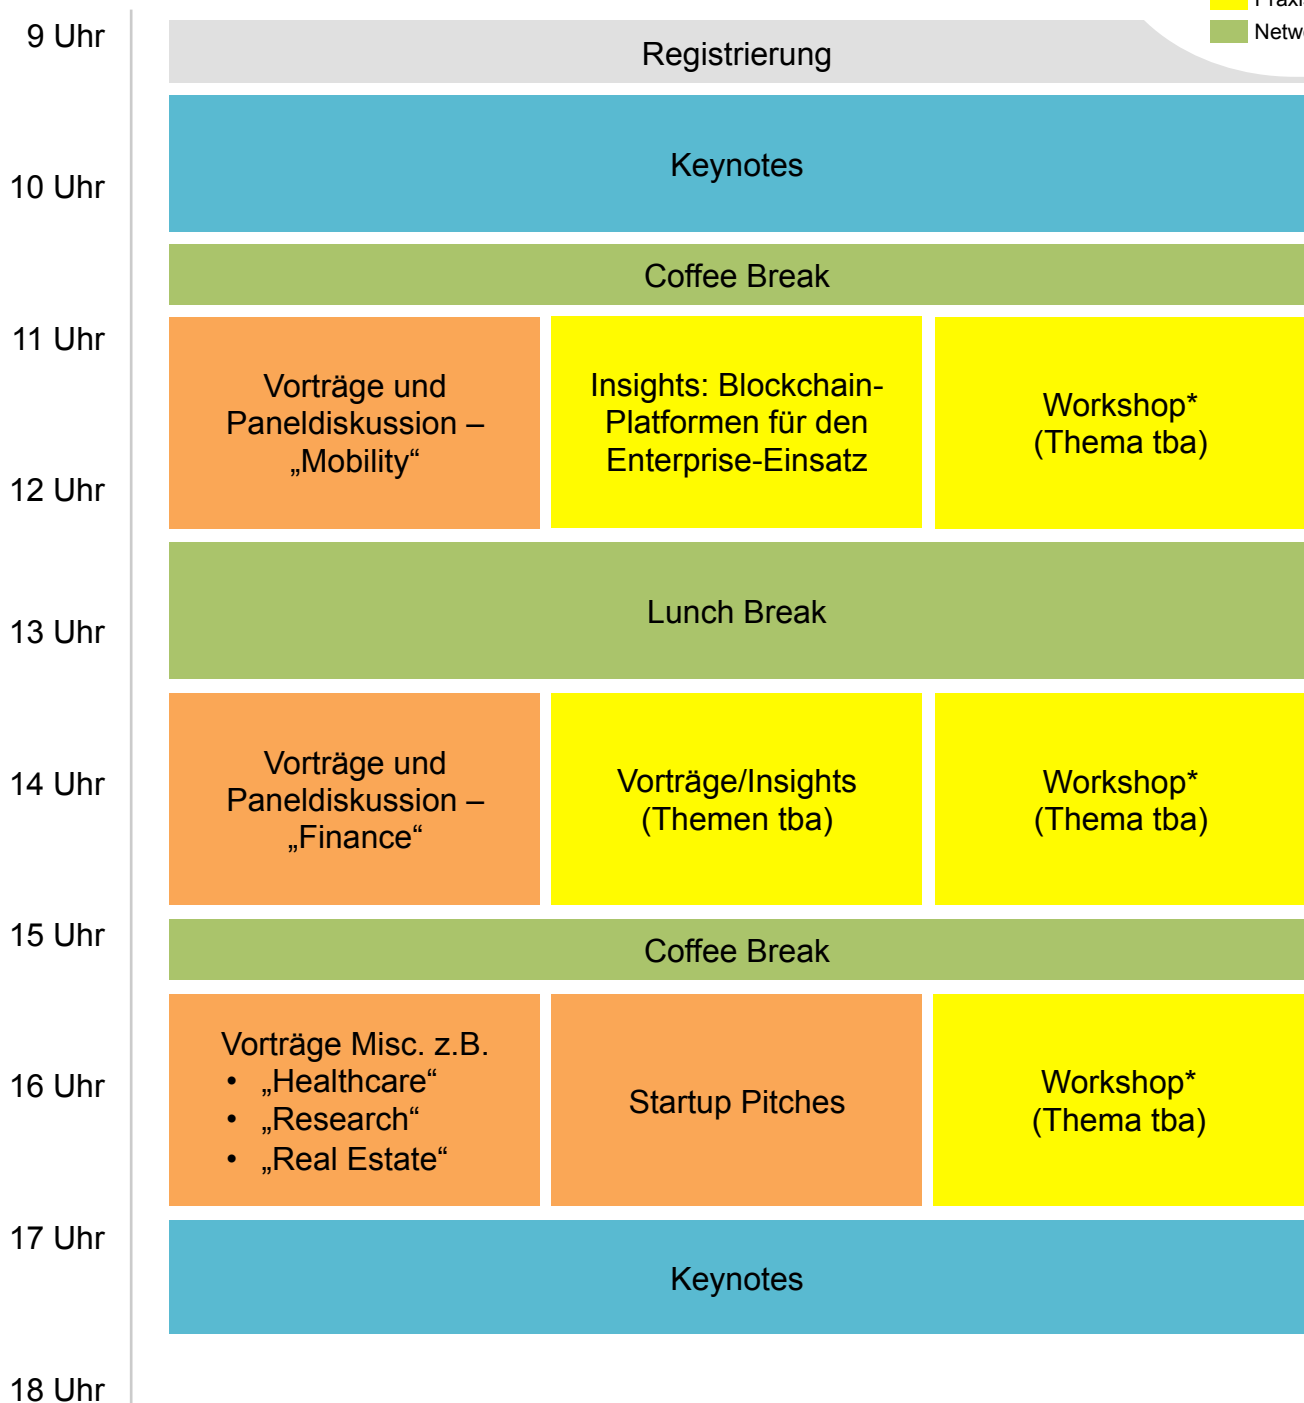 9 Uhr
Registrierung
Keynotes
10 Uhr
Coffee Break
11 Uhr
Vorträge und
Paneldiskussion –
„Mobility“
Insights: Blockchain-
Platformen für den
Enterprise-Einsatz
Workshop*
(Thema tba)
12 Uhr
Lunch Break
13 Uhr
Vorträge und
Paneldiskussion –
„Finance“
Vorträge/Insights
(Themen tba)
Workshop*
(Thema tba)
14 Uhr
15 Uhr
Coffee Break
Vorträge Misc. z.B.
• „Healthcare“
• „Research“
• „Real Estate“
Startup Pitches
Workshop*
(Thema tba)
16 Uhr
17 Uhr
Keynotes
18 Uhr